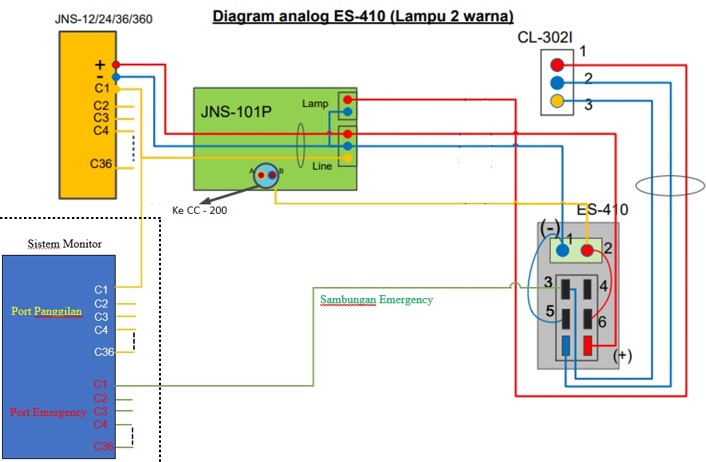 Diagram analog ES-410 (Lampu 2 warna)
JNS-12/24/36/360
+
-
C1
C2
C3
C4
C36
JNS-101P
Lamp
Line
A
B
Ke CC - 200
CL-302I
1
2
3
ES-410
(-)
1
2
3
4
5
6
(+)
Sistem Monitor
Port Panggilan
C1
C2
C3
C4
C36
Sambungan Emergency
Port Emergency
C1
C2
C3
C4
C36